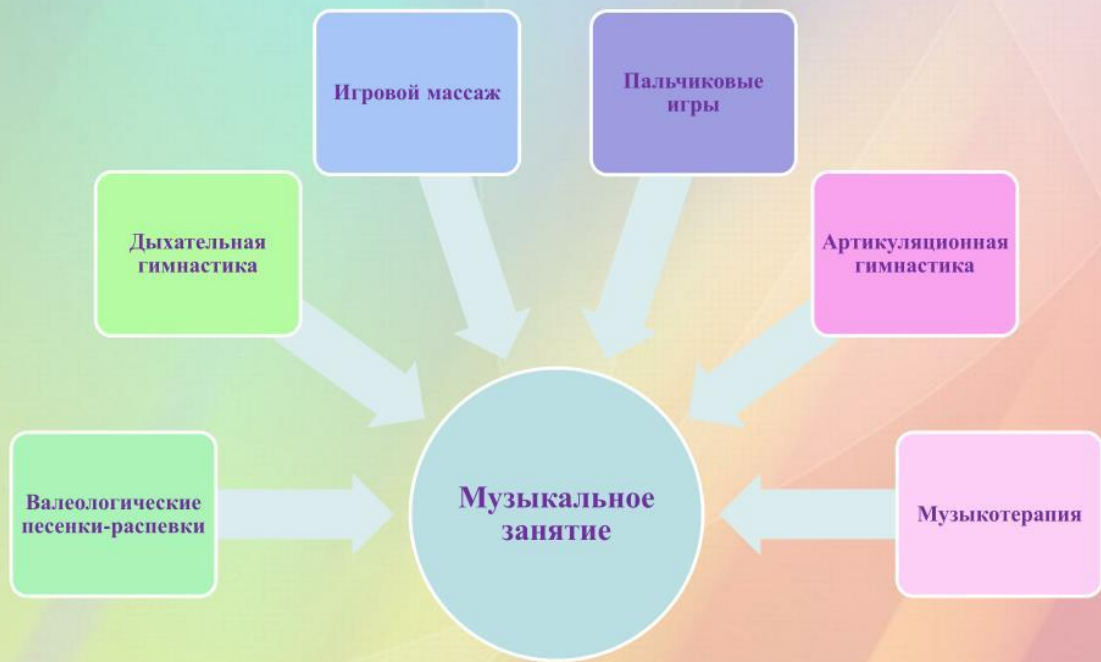 Игровой массаж
Пальчиковые
игры
Дыхательная
гимнастика
Артикуляционная
гимнастика
Валеологические
песенки-распевки
Музыкальное
занятие
Музыкотерапия